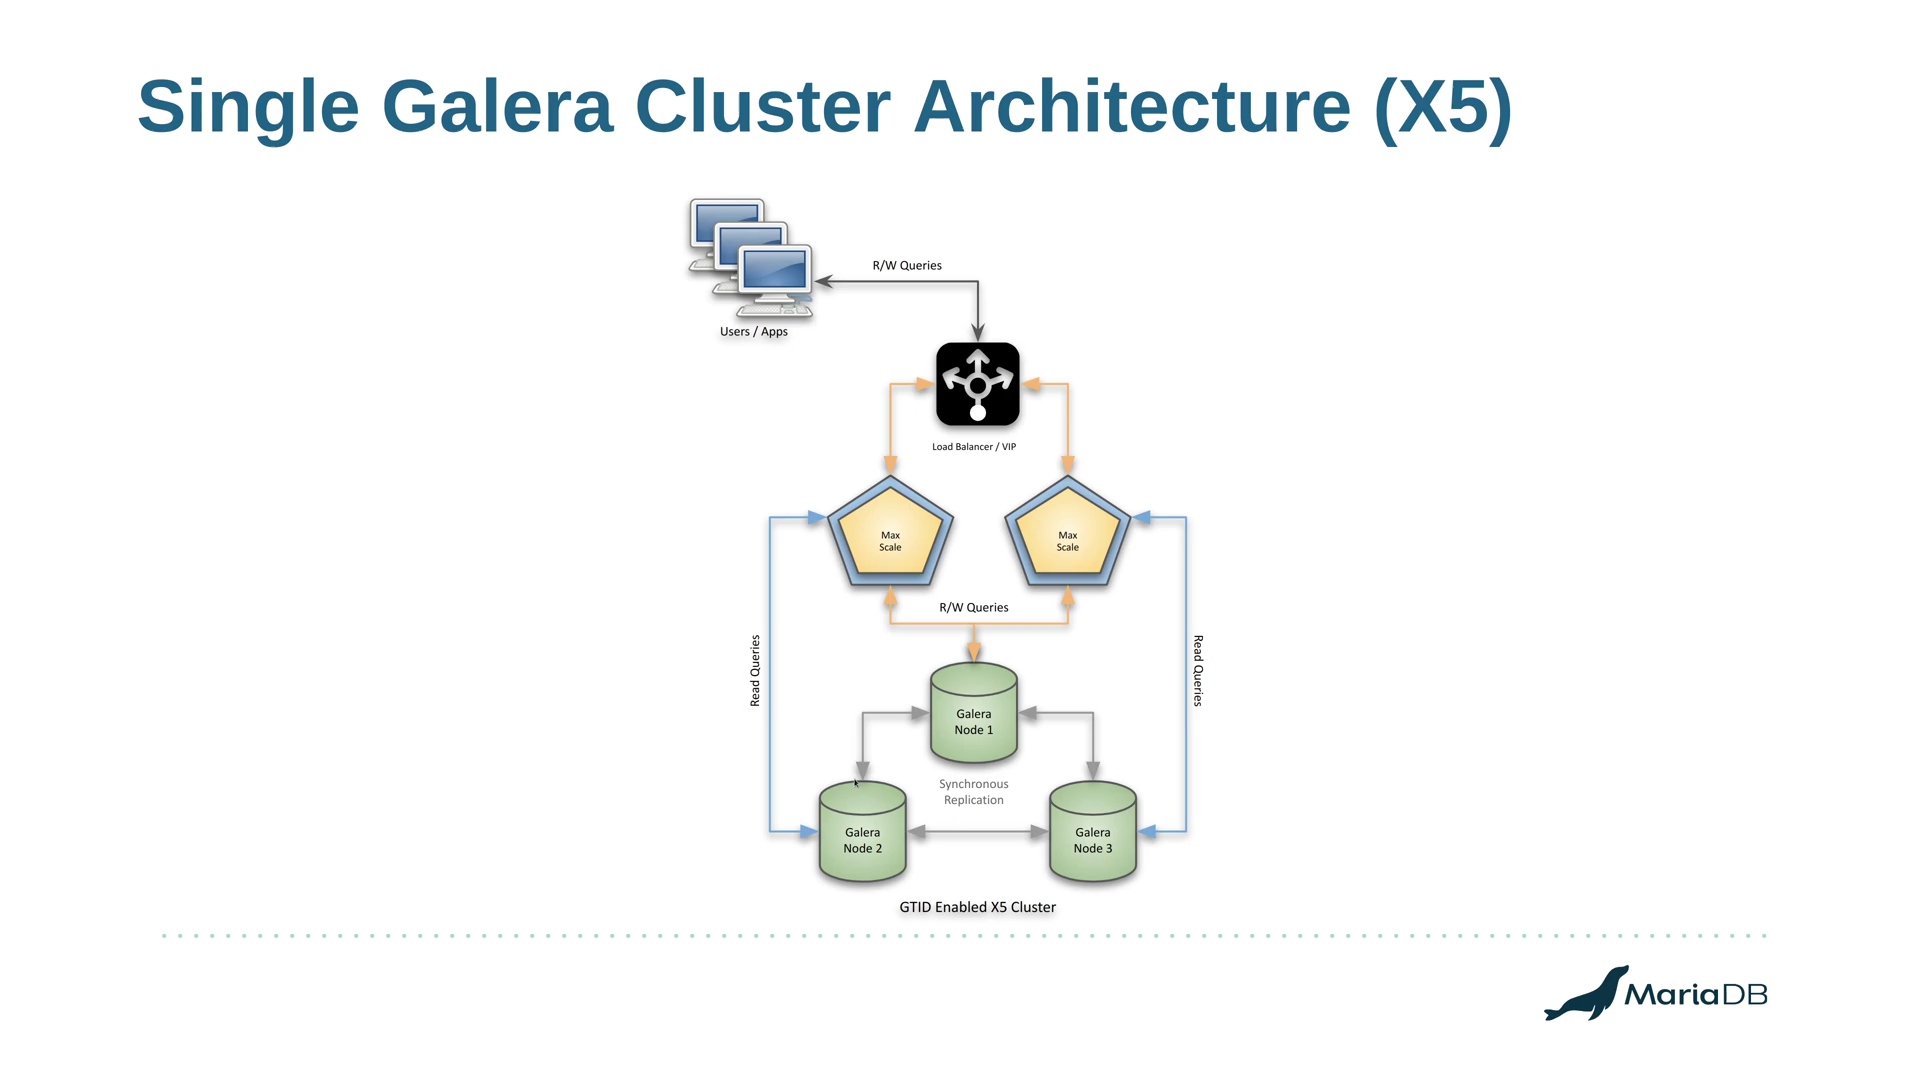 Single Galera Cluster Architecture (X5)
R/W Queries
Users / Apps
Load Balancer / VIP
Max
Scale
Max
Scale
R/W Queries
Read Queries
Read Queries
Galera
Node 1
Synchronous
Replication
Galera
Node 2
Galera
Node 3
GTID Enabled X5 Cluster
MariaDB